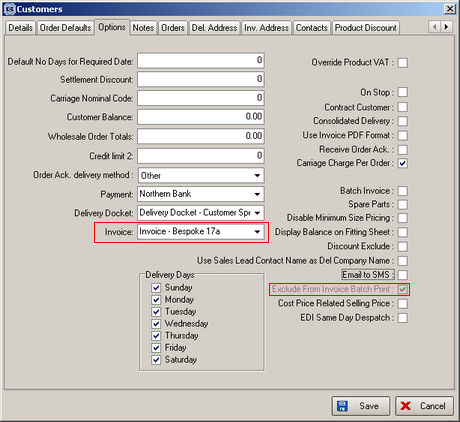 Customers
Details Order Defaults Options Notes Orders Del. Address Inv. Address Contacts Product Discount
Default No Days for Required Date: 0
Settlement Discount: 0
Carriage Nominal Code: 0
Customer Balance: 0.00
Wholesale Order Totals: 0.00
Credit limit 2: 0
Order Ack. delivery method : Other
Payment: Northern Bank
Delivery Docket: Delivery Docket - Customer Spe
Invoice: Invoice - Bespoke 17a
Delivery Days
Sunday
Monday
Tuesday
Wednesday
Thursday
Friday
Saturday
Override Product VAT :
On Stop :
Contract Customer :
Consolidated Delivery :
Use Invoice PDF Format :
Receive Order Ack. :
Carriage Charge Per Order :
Batch Invoice :
Spare Parts :
Disable Minimum Size Pricing :
Display Balance on Fitting Sheet :
Discount Exclude :
Use Sales Lead Contact Name as Del Company Name :
Email to SMS :
Exclude From Invoice Batch Print :
Cost Price Related Selling Price :
EDI Same Day Despatch :
Save Cancel